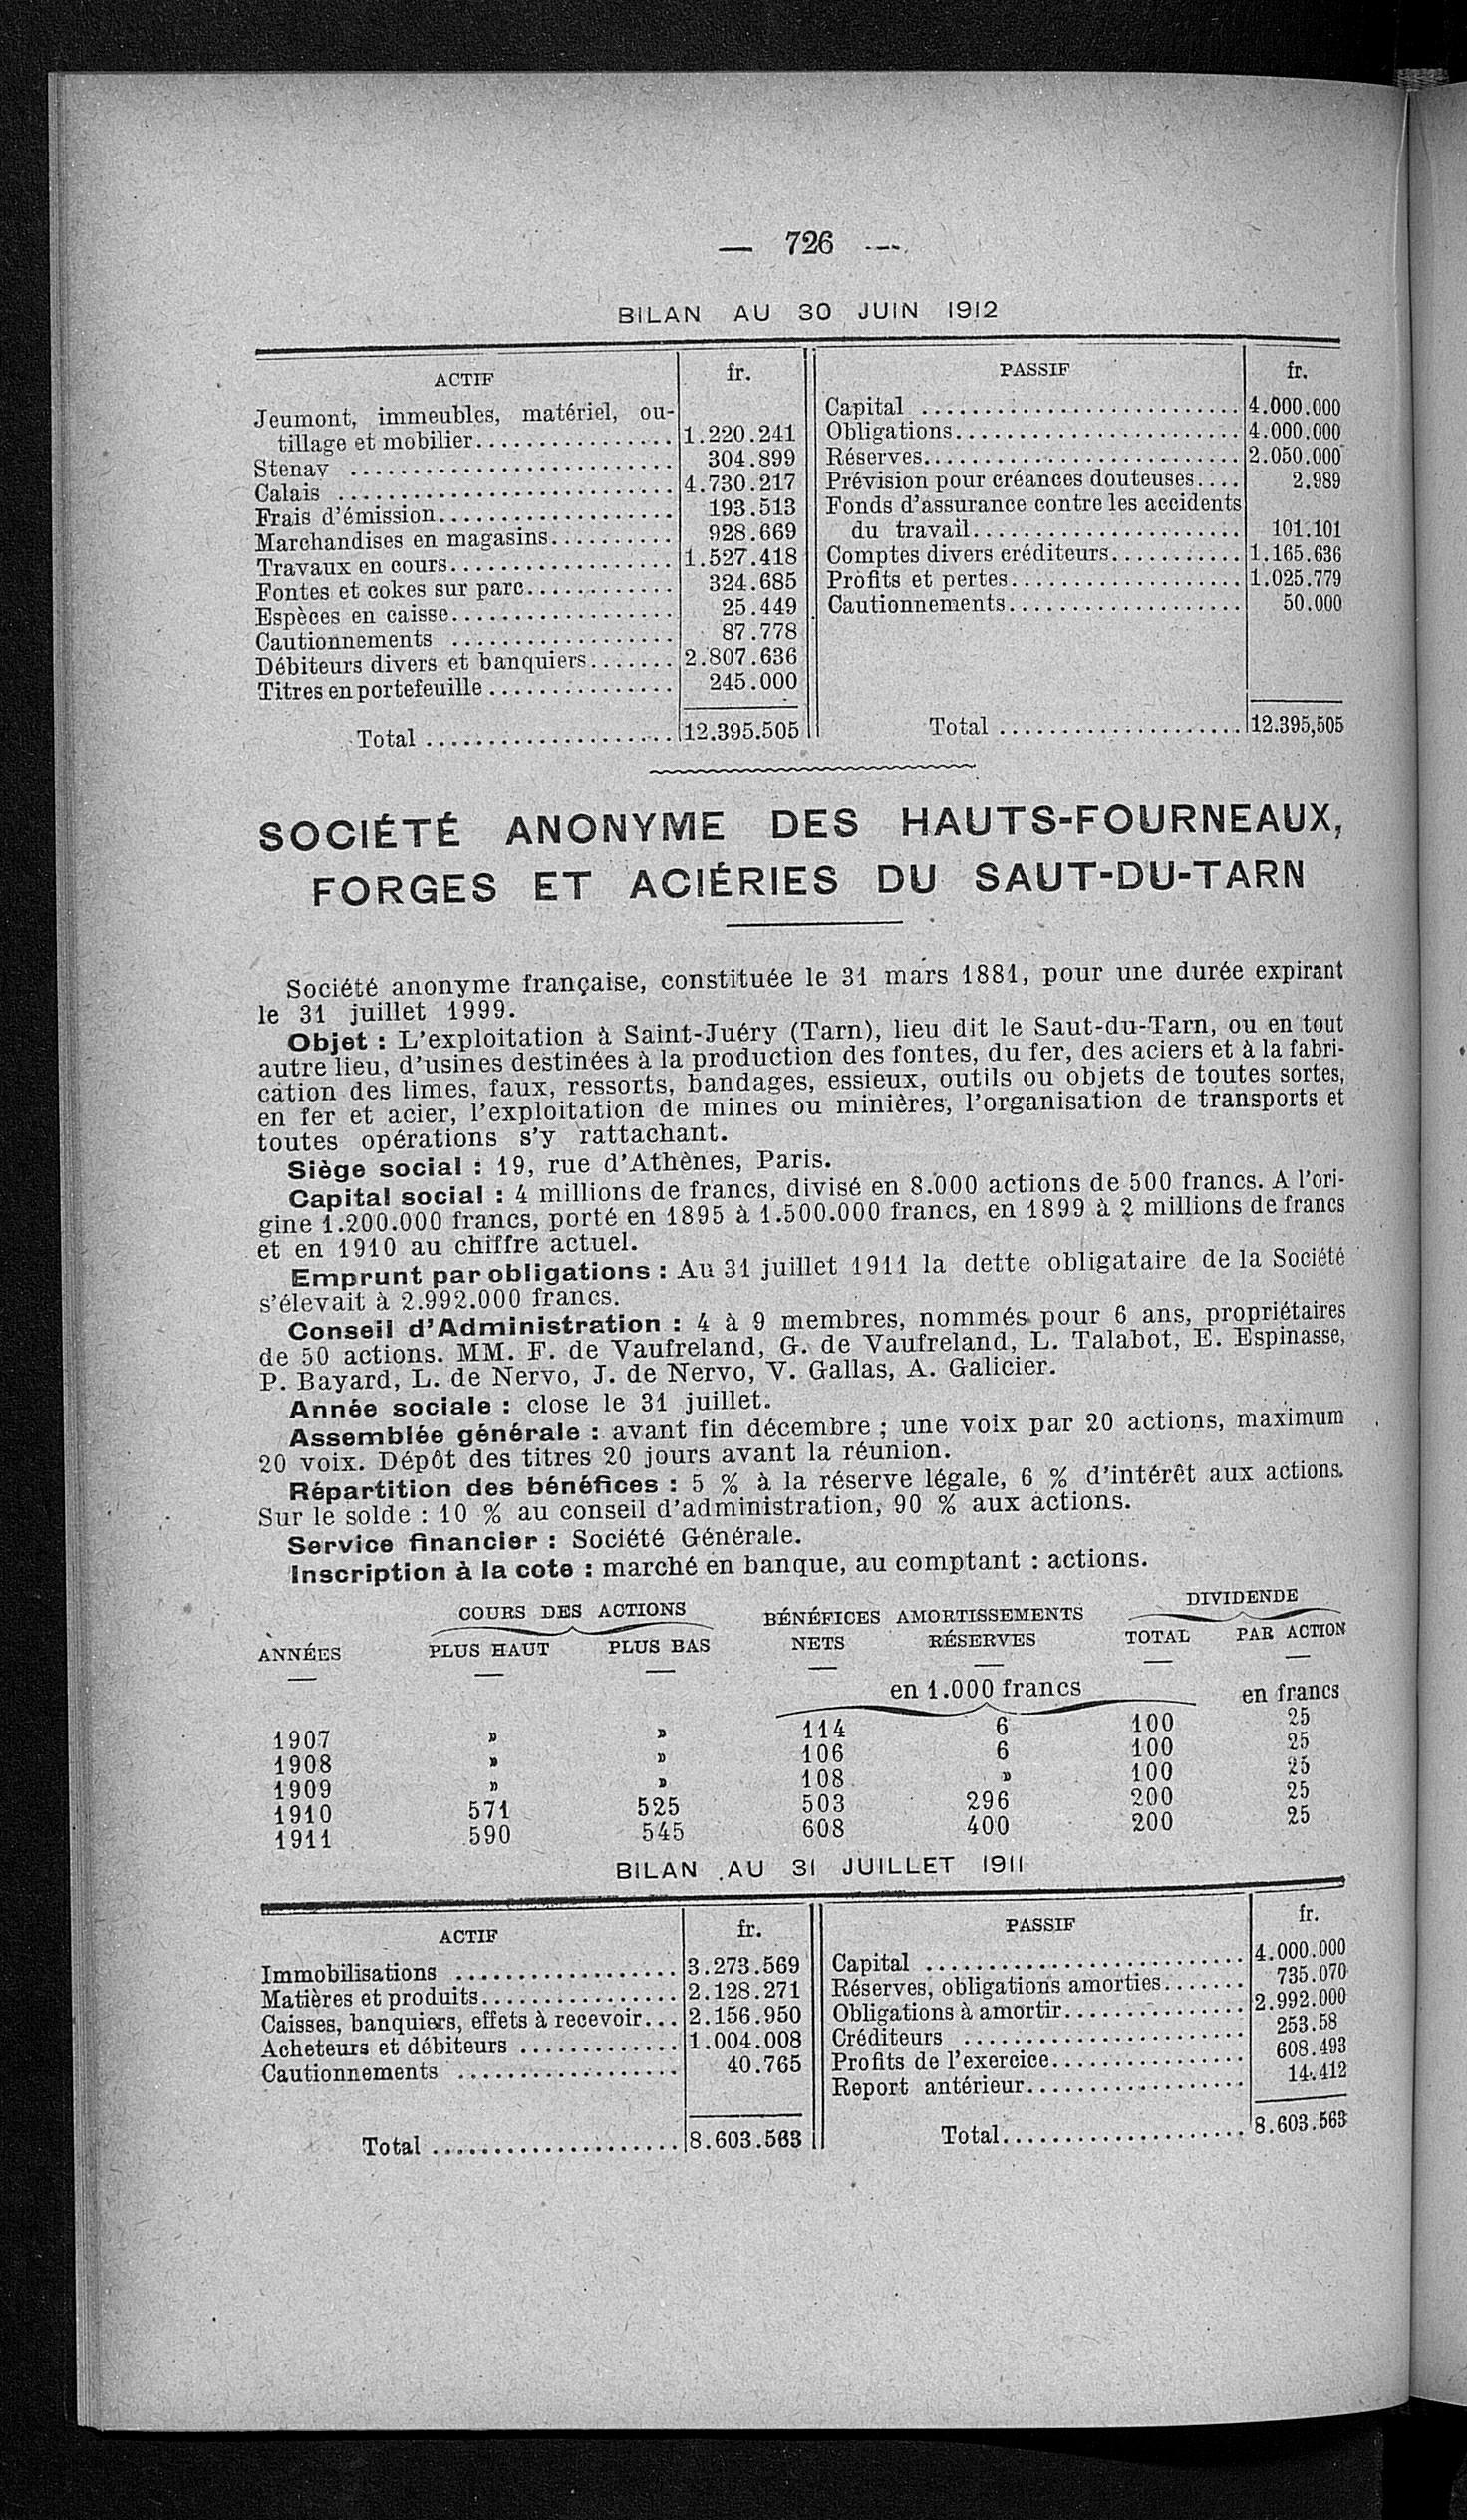 — 726 —
BILAN AU 30 JUIN 1912
ACTIF fr. PASSIF fr.
Jeumont, immeubles, matériel, ou-
tillage et mobilier................ 1.220.241
Stenay .......................... 304.899
Calais ........................... 4.730.217
Frais d'émission................... 193.513
Marchandises en magasins.......... 928.669
Travaux en cours.................. 1.527.418
Fontes et cokes sur parc............ 324.685
Espèces en caisse.................. 25.449
Cautionnements .................. 87.778
Débiteurs divers et banquiers....... 2.807.636
Titres en portefeuille............... 245.000
Total .................... 12.395.505
Capital .......................... 4.000.000
Obligations....................... 4.000.000
Réserves.......................... 2.050.000
Prévision pour créances douteuses.... 2.989
Fonds d'assurance contre les accidents
du travail...................... 101.101
Comptes divers créditeurs........... 1.165.636
Profits et pertes................... 1.025.779
Cautionnements................... 50.000
Total .................... 12.395,505
SOCIÉTÉ ANONYME DES HAUTS-FOURNEAUX,
FORGES ET ACIÉRIES DU SAUT-DU-TARN
Société anonyme française, constituée le 31 mars 1881, pour une durée expirant
le 31 juillet 1999.
Objet : L'exploitation à Saint-Juéry (Tarn), lieu dit le Saut-du-Tarn, ou en tout
autre lieu, d'usines destinées à la production des fontes, du fer, des aciers et à la fabri-
cation des limes, faux, ressorts, bandages, essieux, outils ou objets de toutes sortes,
en fer et acier, l'exploitation de mines ou minières, l'organisation de transports et
toutes opérations s'y rattachant.
Siège social : 19, rue d'Athènes, Paris.
Capital social : 4 millions de francs, divisé en 8.000 actions de 500 francs. A l'ori-
gine 1.200.000 francs, porté en 1895 à 1.500.000 francs, en 1899 à 2 millions de francs
et en 1910 au chiffre actuel.
Emprunt par obligations : Au 31 juillet 1911 la dette obligataire de la Société
s'élevait à 2.992.000 francs.
Conseil d'Administration : 4 à 9 membres, nommés pour 6 ans, propriétaires
de 50 actions. MM. F. de Vaufreland, G. de Vaufreland, L. Talabot, E. Espinasse,
P. Bayard, L. de Nervo, J. de Nervo, V. Gallas, A. Galicier.
Année sociale : close le 31 juillet.
Assemblée générale : avant fin décembre ; une voix par 20 actions, maximum
20 voix. Dépôt des titres 20 jours avant la réunion.
Répartition des bénéfices : 5 % à la réserve légale, 6 % d'intérêt aux actions.
Sur le solde : 10 % au conseil d'administration, 90 % aux actions.
Service financier : Société Générale.
Inscription à la cote : marché en banque, au comptant : actions.
COURS DES ACTIONS BÉNÉFICES AMORTISSEMENTS DIVIDENDE
ANNÉES PLUS HAUT PLUS BAS NETS RÉSERVES TOTAL PAR ACTION
en 1.000 francs en francs
1907 » » 114 6 100 25
1908 » » 106 6 100 25
1909 » » 108 » 100 25
1910 571 525 503 296 200 25
1911 590 545 608 400 200 25
BILAN AU 31 JUILLET 1911
ACTIF fr. PASSIF fr.
Immobilisations .................. 3.273.569
Matières et produits................ 2.128.271
Caisses, banquiers, effets à recevoir... 2.156.950
Acheteurs et débiteurs ............. 1.004.008
Cautionnements .................. 40.765
Total .................... 8.603.563
Capital .......................... 4.000.000
Réserves, obligations amorties....... 735.070
Obligations à amortir............... 2.992.000
Créditeurs ....................... 253.58
Profits de l'exercice................ 608.493
Report antérieur.................. 14.412
Total.................... 8.603.563